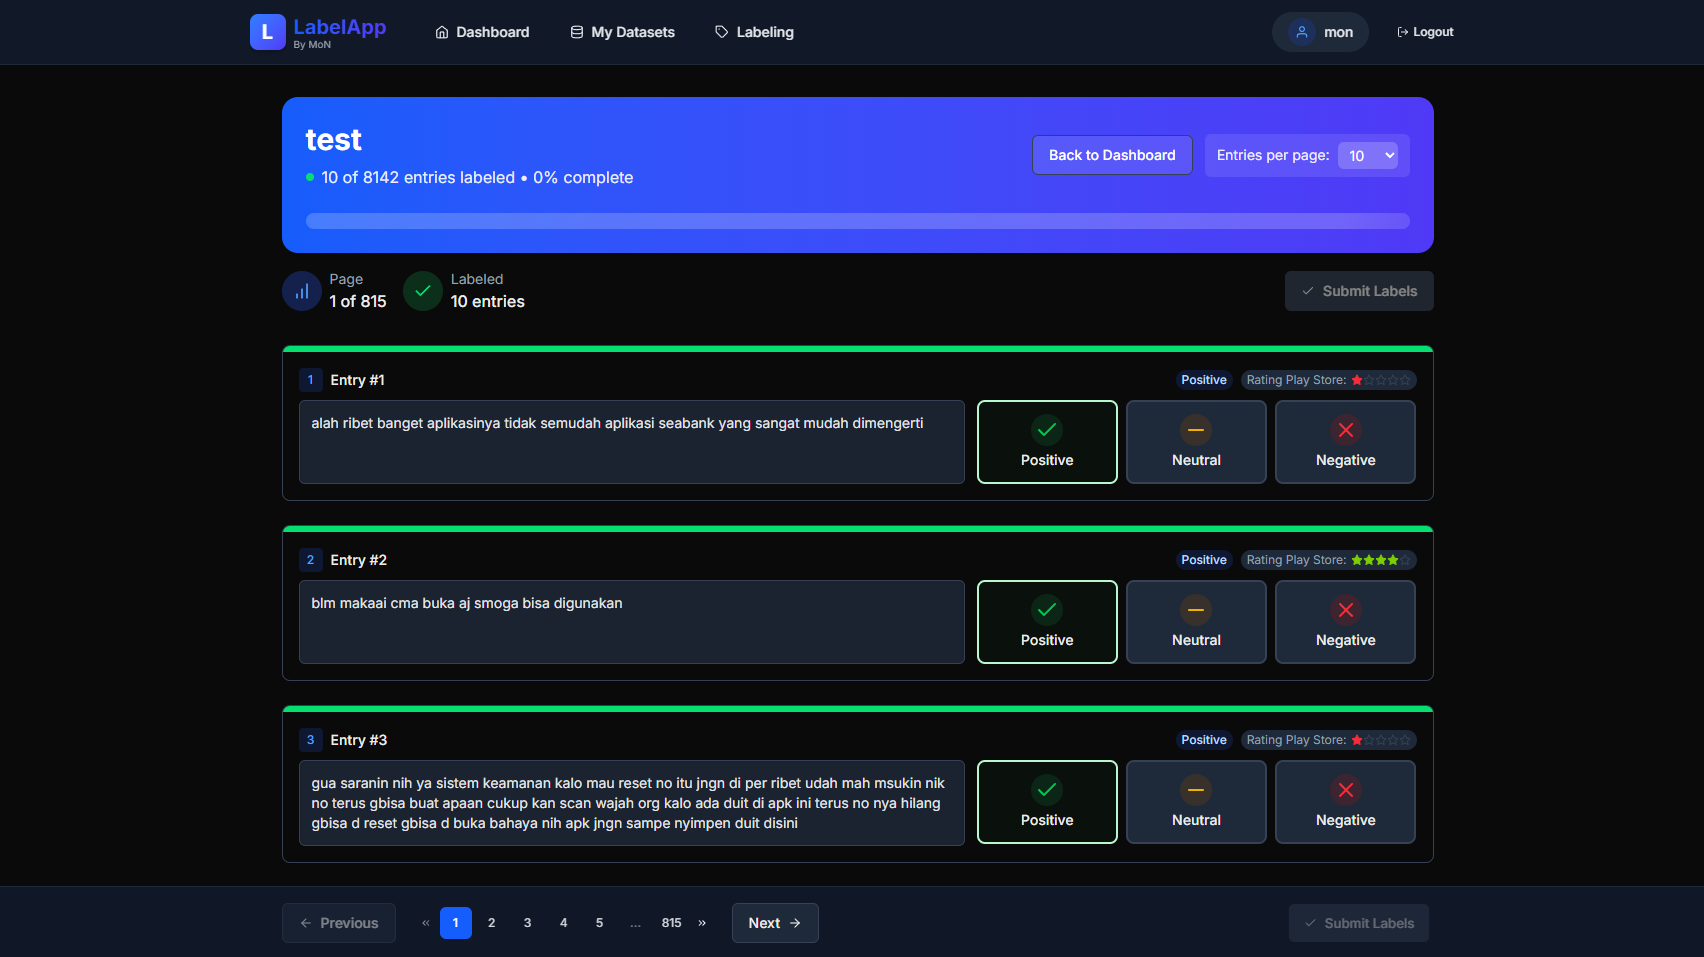 L
LabelApp
By MoN
Dashboard
My Datasets
Labeling
mon
Logout
test
10 of 8142 entries labeled • 0% complete
Back to Dashboard
Entries per page: 10
Page
1 of 815
Labeled
10 entries
Submit Labels
1 Entry #1
Positive
Rating Play Store:
alah ribet banget aplikasinya tidak semudah aplikasi seabank yang sangat mudah dimengerti
Positive
Neutral
Negative
2 Entry #2
Positive
Rating Play Store:
blm makaai cma buka aj smoga bisa digunakan
Positive
Neutral
Negative
3 Entry #3
Positive
Rating Play Store:
gua saranin nih ya sistem keamanan kalo mau reset no itu jngn di per ribet udah mah msukin nik
no terus gbisa buat apaan cukup kan scan wajah org kalo ada duit di apk ini terus no nya hilang
gbisa d reset gbisa d buka bahaya nih apk jngn sampe nyimpen duit disini
Positive
Neutral
Negative
← Previous
« 1 2 3 4 5 ... 815 »
Next →
Submit Labels